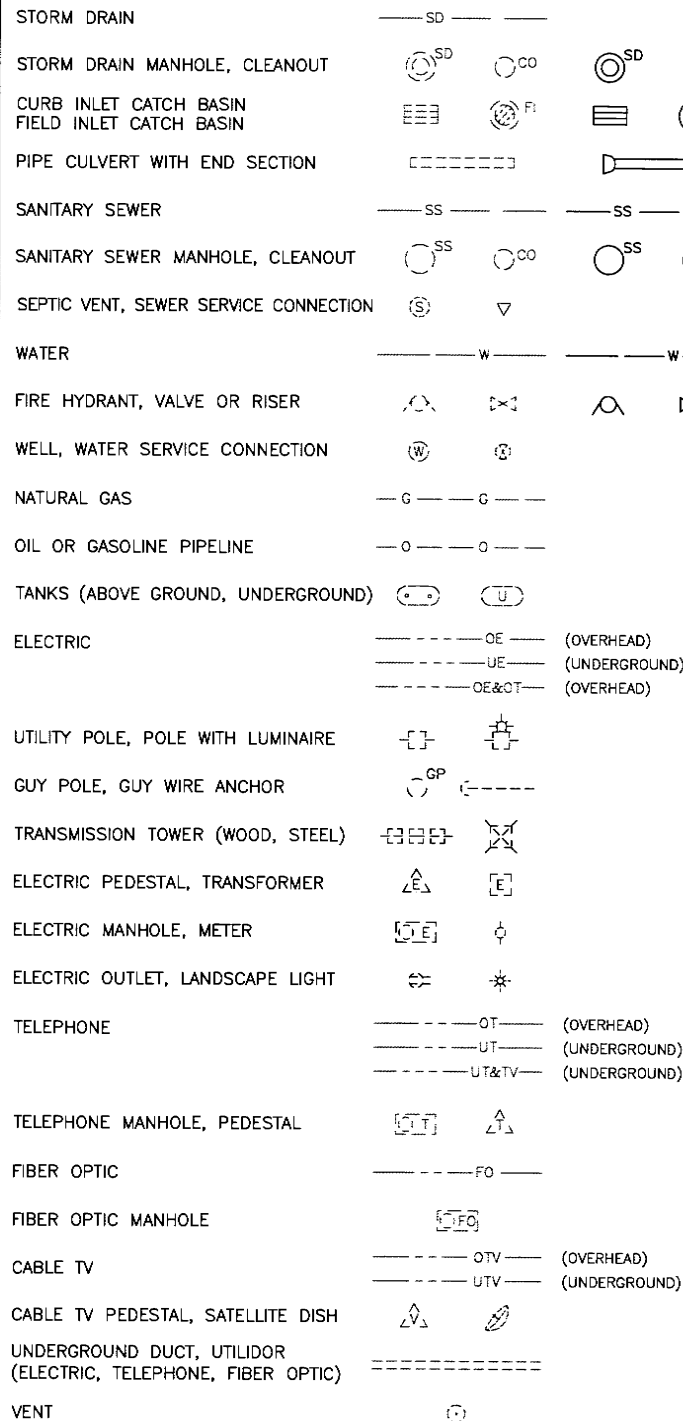 STORM DRAIN SD
STORM DRAIN MANHOLE, CLEANOUT SD CO SD
CURB INLET CATCH BASIN
FIELD INLET CATCH BASIN FI
PIPE CULVERT WITH END SECTION
SANITARY SEWER SS SS
SANITARY SEWER MANHOLE, CLEANOUT SS CO SS
SEPTIC VENT, SEWER SERVICE CONNECTION S
WATER W W
FIRE HYDRANT, VALVE OR RISER
WELL, WATER SERVICE CONNECTION W
NATURAL GAS G G
OIL OR GASOLINE PIPELINE O O
TANKS (ABOVE GROUND, UNDERGROUND) U
ELECTRIC OE (OVERHEAD)
UE (UNDERGROUND)
OE&OT (OVERHEAD)
UTILITY POLE, POLE WITH LUMINAIRE
GUY POLE, GUY WIRE ANCHOR GP
TRANSMISSION TOWER (WOOD, STEEL)
ELECTRIC PEDESTAL, TRANSFORMER E E
ELECTRIC MANHOLE, METER E
ELECTRIC OUTLET, LANDSCAPE LIGHT
TELEPHONE OT (OVERHEAD)
UT (UNDERGROUND)
UT&TV (UNDERGROUND)
TELEPHONE MANHOLE, PEDESTAL T T
FIBER OPTIC FO
FIBER OPTIC MANHOLE FO
CABLE TV OTV (OVERHEAD)
UTV (UNDERGROUND)
CABLE TV PEDESTAL, SATELLITE DISH V
UNDERGROUND DUCT, UTILIDOR
(ELECTRIC, TELEPHONE, FIBER OPTIC)
VENT